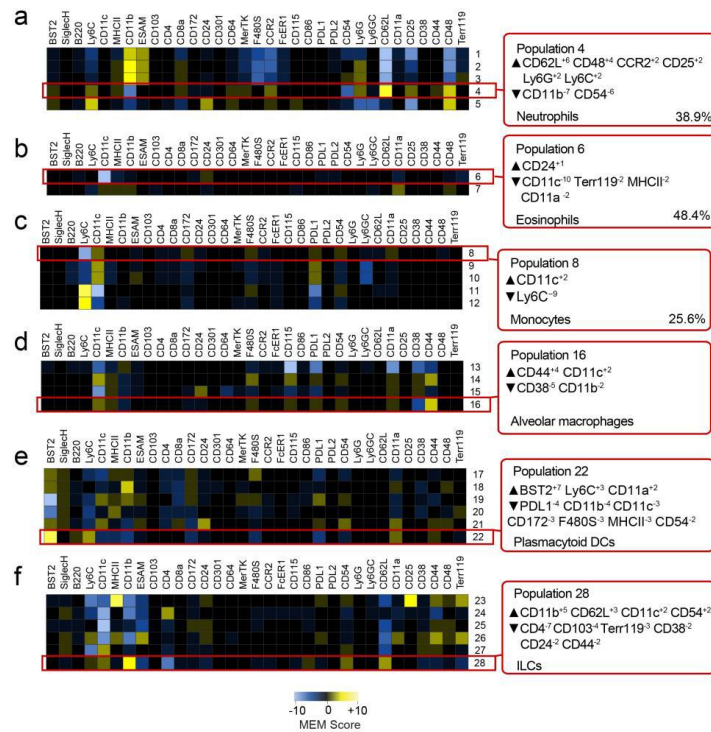 a
BST2 SiglecH B220 Ly6C CD11c MHCII CD11b ESAM CD103 CD4 CD8a CD172 CD24 CD301 CD64 MerTK F480S CCR2 FcER1 CD115 CD86 PDL1 PDL2 CD54 Ly6G Ly6GC CD62L CD11a CD25 CD38 CD44 CD48 Terr119
1
2
3
4
5
Population 4
▲CD62L+6 CD48+4 CCR2+2 CD25+2
Ly6G+2 Ly6C+2
▼CD11b-7 CD54-6
Neutrophils 38.9%
b
BST2 SiglecH B220 Ly6C CD11c MHCII CD11b ESAM CD103 CD4 CD8a CD172 CD24 CD301 CD64 MerTK F480S CCR2 FcER1 CD115 CD86 PDL1 PDL2 CD54 Ly6G Ly6GC CD62L CD11a CD25 CD38 CD44 CD48 Terr119
6
7
Population 6
▲CD24+1
▼CD11c-10 Terr119-2 MHCII-2
CD11a -2
Eosinophils 48.4%
c
BST2 SiglecH B220 Ly6C CD11c MHCII CD11b ESAM CD103 CD4 CD8a CD172 CD24 CD301 CD64 MerTK F480S CCR2 FcER1 CD115 CD86 PDL1 PDL2 CD54 Ly6G Ly6GC CD62L CD11a CD25 CD38 CD44 CD48 Terr119
8
9
10
11
12
Population 8
▲CD11c+2
▼Ly6C-9
Monocytes 25.6%
d
BST2 SiglecH B220 Ly6C CD11c MHCII CD11b ESAM CD103 CD4 CD8a CD172 CD24 CD301 CD64 MerTK F480S CCR2 FcER1 CD115 CD86 PDL1 PDL2 CD54 Ly6G Ly6GC CD62L CD11a CD25 CD38 CD44 CD48 Terr119
13
14
15
16
Population 16
▲CD44+4 CD11c+2
▼CD38-5 CD11b-2
Alveolar macrophages
e
BST2 SiglecH B220 Ly6C CD11c MHCII CD11b ESAM CD103 CD4 CD8a CD172 CD24 CD301 CD64 MerTK F480S CCR2 FcER1 CD115 CD86 PDL1 PDL2 CD54 Ly6G Ly6GC CD62L CD11a CD25 CD38 CD44 Terr119
17
18
19
20
21
22
Population 22
▲BST2+7 Ly6C+3 CD11a+2
▼PDL1-4 CD11b-4 CD11c-3
CD172-3 F480S-3 MHCII-3 CD54-2
Plasmacytoid DCs
f
BST2 SiglecH B220 Ly6C CD11c MHCII CD11b ESAM CD103 CD4 CD8a CD172 CD24 CD301 CD64 MerTK F480S CCR2 FcER1 CD115 CD86 PDL1 PDL2 CD54 Ly6G Ly6GC CD62L CD11a CD25 CD38 CD44 Terr119
23
24
25
26
27
28
Population 28
▲CD11b+5 CD62L+3 CD11c+2 CD54+2
▼CD4-7 CD103-4 Terr119-3 CD38-2
CD24-2 CD44-2
ILCs
-10 0 +10
MEM Score